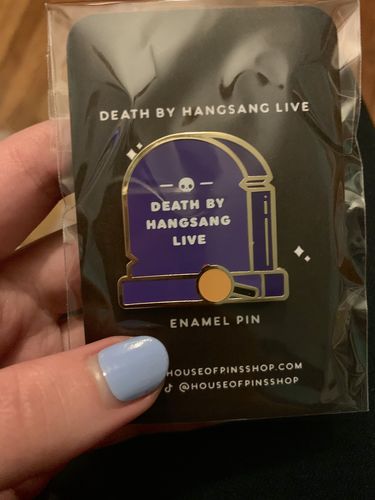 DEATH BY HANGSANG LIVE
DEATH BY
HANGSANG
LIVE
ENAMEL PIN
HOUSEOFPINSSHOP.COM
@HOUSEOFPINSSHOP